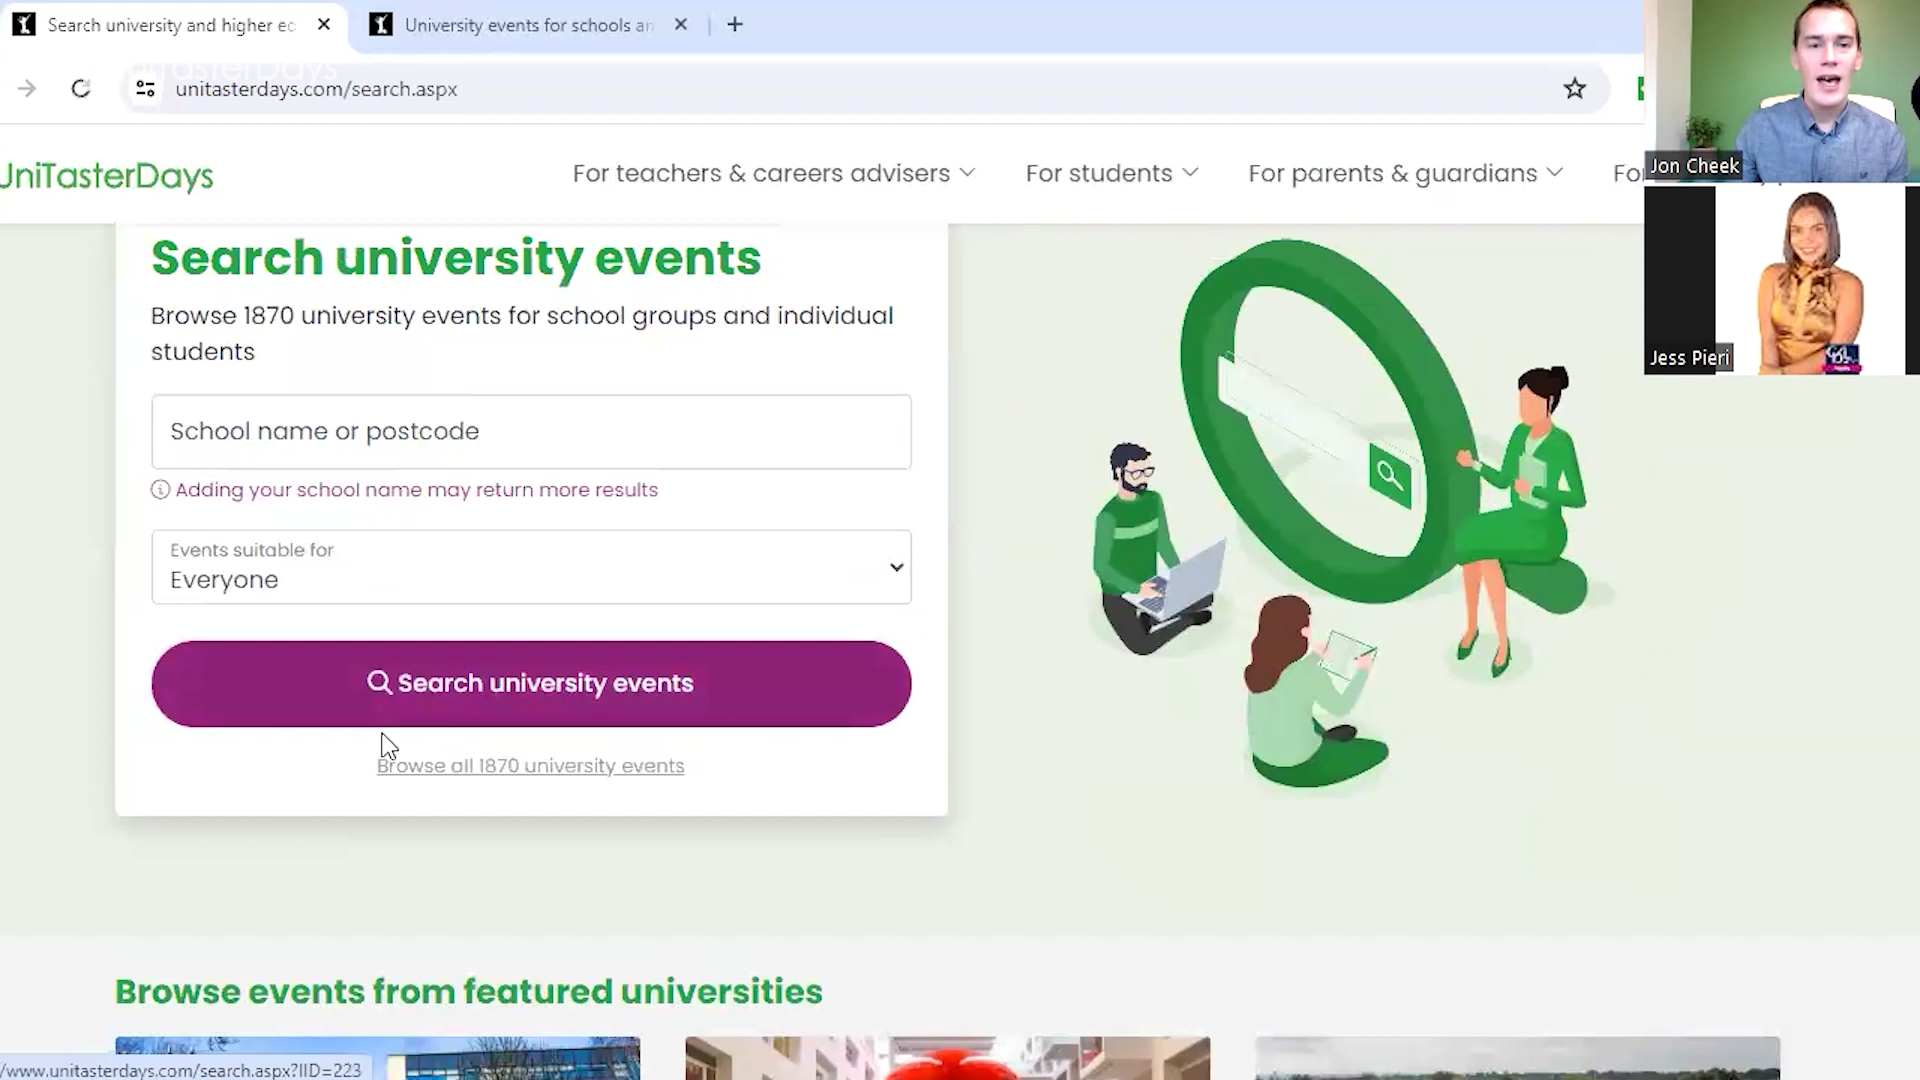 Search university and higher ec
University events for schools an
unitasterdays.com/search.aspx
UniTasterDays
For teachers & careers advisers
For students
For parents & guardians
Jon Cheek
Jess Pieri
Search university events
Browse 1870 university events for school groups and individual
students
School name or postcode
Adding your school name may return more results
Events suitable for
Everyone
Search university events
Browse all 1870 university events
Browse events from featured universities
/www.unitasterdays.com/search.aspx?IID=223